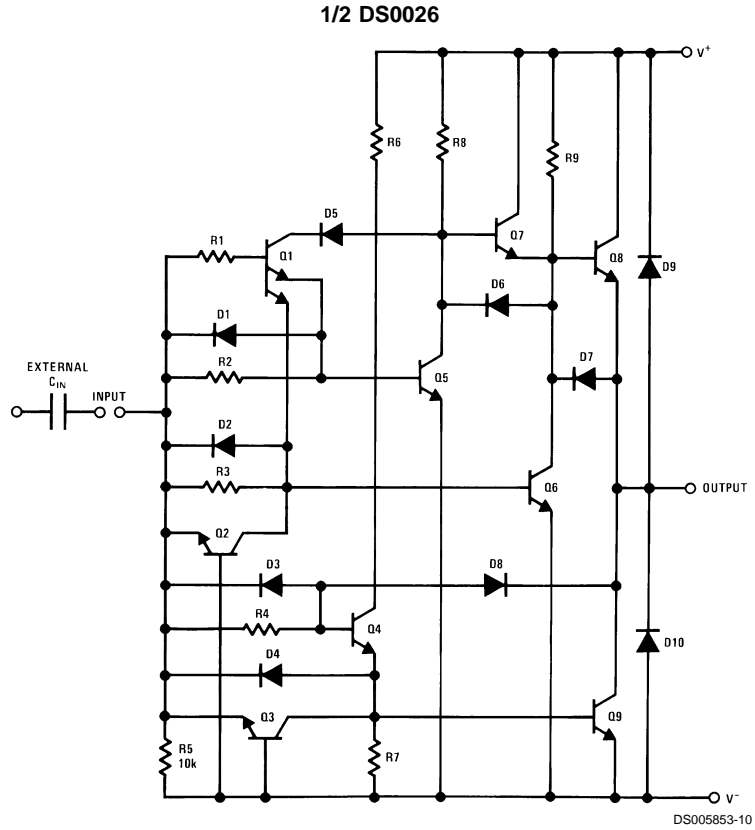 1/2 DS0026
V+
R6
R8
R9
D5
R1
Q1
Q7
Q8
D9
D6
D1
D7
R2
EXTERNAL
CIN
INPUT
Q5
D2
R3
Q6
OUTPUT
Q2
D3
D8
R4
Q4
D4
D10
Q3
Q9
R5
10k
R7
V-
DS005853-10